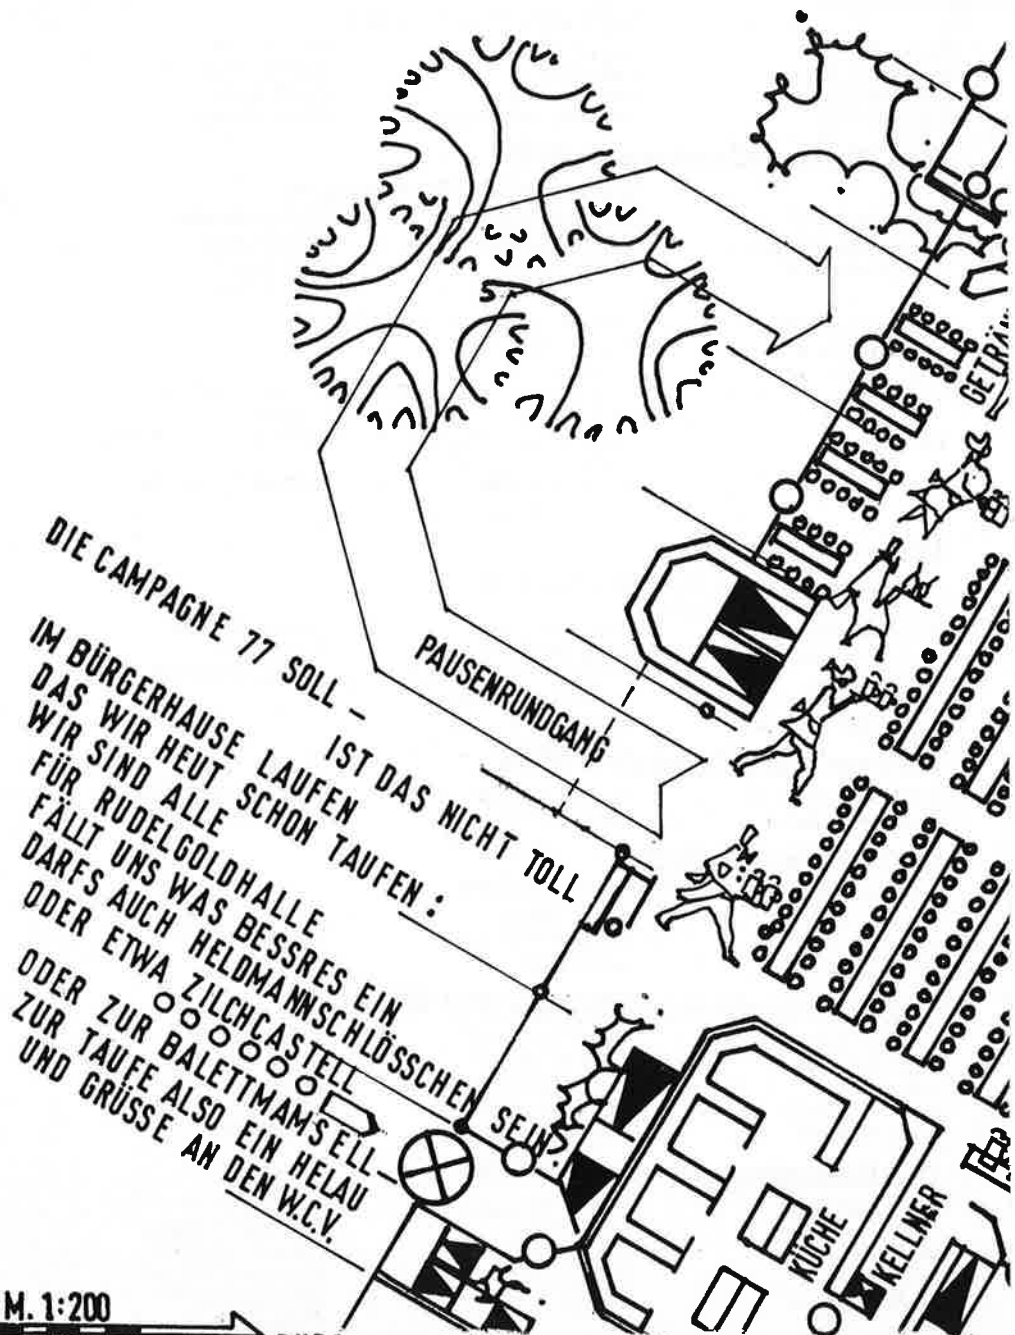 DIE CAMPAGNE 77 SOLL –
IST DAS NICHT TOLL
IM BÜRGERHAUSE LAUFEN
DAS WIR HEUT SCHON TAUFEN :
WIR SIND ALLE
FÜR RUDELGOLDHALLE
FÄLLT UNS WAS BESSRES EIN
DARFS AUCH HELDMANNSCHLÖSSCHEN SEIN
ODER ETWA ZILCHCASTELL
ODER ZUR BALETTMAMSELL
ZUR TAUFE ALSO EIN HELAU
UND GRÜSSE AN DEN W.C.V.
PAUSENRUNDGANG
KÜCHE
KELLNER
M. 1:200